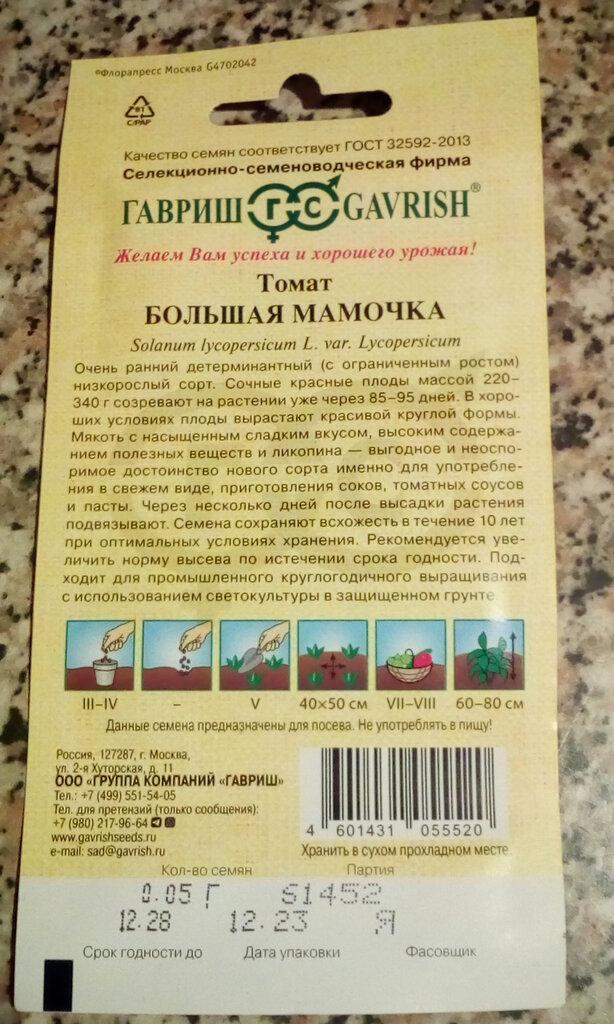 ®Флорапресс Москва G4702042
BT
C/PAP
Качество семян соответствует ГОСТ 32592-2013
Селекционно-семеноводческая фирма
ГАВРИШ ГС GAVRISH®
Желаем Вам успеха и хорошего урожая!
Томат
БОЛЬШАЯ МАМОЧКА
Solanum lycopersicum L. var. Lycopersicum
Очень ранний детерминантный (с ограниченным ростом)
низкорослый сорт. Сочные красные плоды массой 220–
340 г созревают на растении уже через 85–95 дней. В хоро-
ших условиях плоды вырастают красивой круглой формы.
Мякоть с насыщенным сладким вкусом, высоким содержа-
нием полезных веществ и ликопина — выгодное и неоспо-
римое достоинство нового сорта именно для употребле-
ния в свежем виде, приготовления соков, томатных соусов
и пасты. Через несколько дней после высадки растения
подвязывают. Семена сохраняют всхожесть в течение 10 лет
при оптимальных условиях хранения. Рекомендуется уве-
личить норму высева по истечении срока годности. Под-
ходит для промышленного круглогодичного выращивания
с использованием светокультуры в защищенном грунте.
III–IV – V 40×50 см VII–VIII 60–80 см
Данные семена предназначены для посева. Не употреблять в пищу!
Россия, 127287, г. Москва,
ул. 2-я Хуторская, д. 11
ООО «ГРУППА КОМПАНИЙ «ГАВРИШ»
Тел.: +7 (499) 551-54-05
Тел. для претензий (только сообщения):
+7 (980) 217-96-64
www.gavrishseeds.ru
e-mail: sad@gavrish.ru
4 601431 055520
Хранить в сухом прохладном месте.
Кол-во семян Партия
0.05 Г S1452
12.28 12.23 Я
Срок годности до Дата упаковки Фасовщик